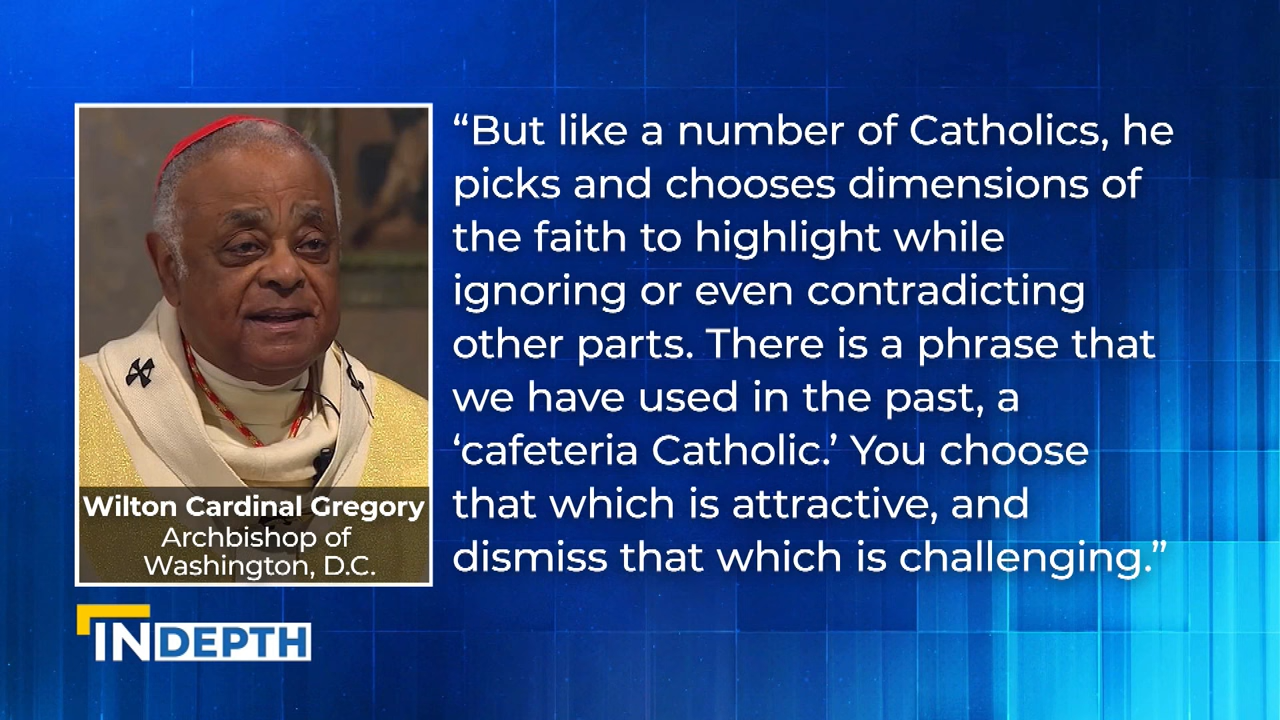 “But like a number of Catholics, he
picks and chooses dimensions of
the faith to highlight while
ignoring or even contradicting
other parts. There is a phrase that
we have used in the past, a
‘cafeteria Catholic.’ You choose
that which is attractive, and
dismiss that which is challenging.”
Wilton Cardinal Gregory
Archbishop of
Washington, D.C.
INDEPTH